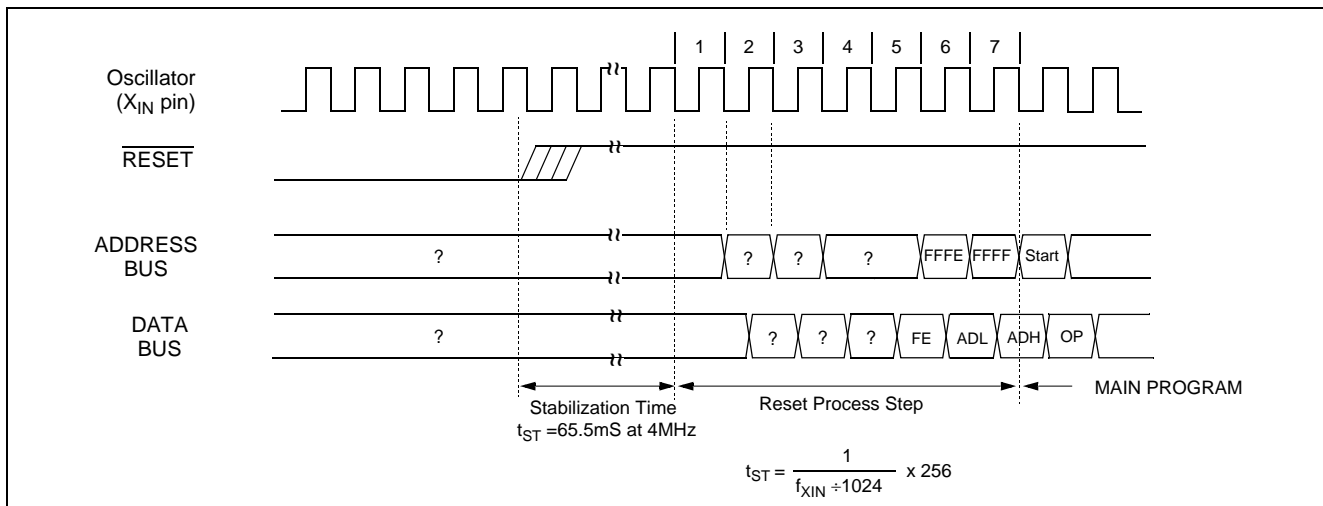 1 2 3 4 5 6 7
Oscillator
(XIN pin)
RESET
ADDRESS
BUS
? ? ? ? FFFE FFFF Start
DATA
BUS
? ? ? ? FE ADL ADH OP
Stabilization Time
tST =65.5mS at 4MHz
Reset Process Step
MAIN PROGRAM
tST = 1
fXIN ÷1024
x 256